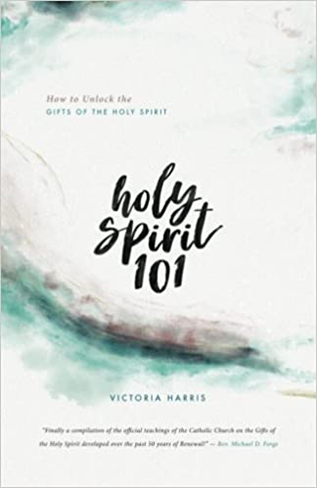 How to Unlock the
GIFTS OF THE HOLY SPIRIT
holy
spirit
101
VICTORIA HARRIS
"Finally a compilation of the official teachings of the Catholic Church on the Gifts
of the Holy Spirit developed over the past 50 years of Renewal!" — Rev. Michael D. Forge